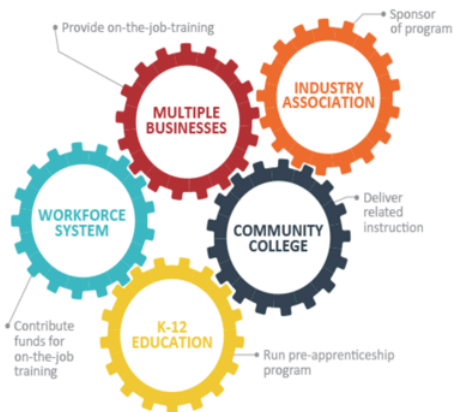 Sponsor
of program
Provide on-the-job-training
INDUSTRY
ASSOCIATION
MULTIPLE
BUSINESSES
Deliver
related
instruction
WORKFORCE
SYSTEM
COMMUNITY
COLLEGE
Contribute
funds for
on-the-job
training
K-12
EDUCATION
Run pre-apprenticeship
program